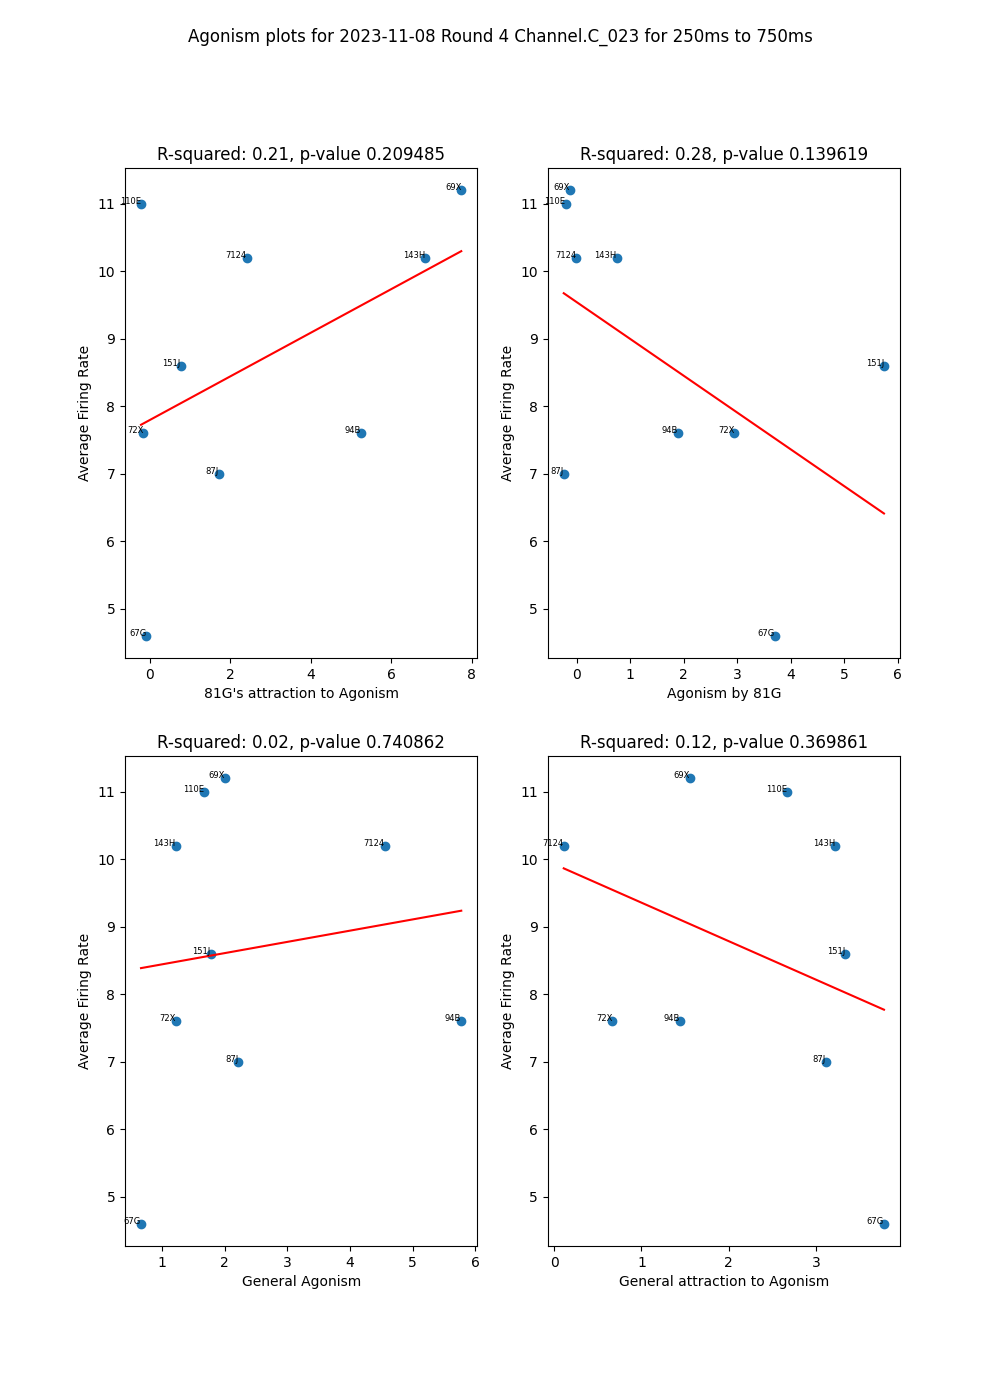 Agonism plots for 2023-11-08 Round 4 Channel.C_023 for 250ms to 750ms
R-squared: 0.21, p-value 0.209485
69X
110E
11
7124
143H
10
9
151J
8
72X
94B
7
87J
6
5
67G
Average Firing Rate
0 2 4 6 8
81G's attraction to Agonism
R-squared: 0.28, p-value 0.139619
69X
110E
11
7124
143H
10
9
151J
8
94B
72X
7
87J
6
5
67G
Average Firing Rate
0 1 2 3 4 5 6
Agonism by 81G
R-squared: 0.02, p-value 0.740862
69X
110E
11
143H
7124
10
9
151J
8
72X
94B
7
87J
6
5
67G
Average Firing Rate
1 2 3 4 5 6
General Agonism
R-squared: 0.12, p-value 0.369861
69X
110E
11
7124
143H
10
9
151J
8
72X
94B
7
87J
6
5
67G
Average Firing Rate
0 1 2 3
General attraction to Agonism